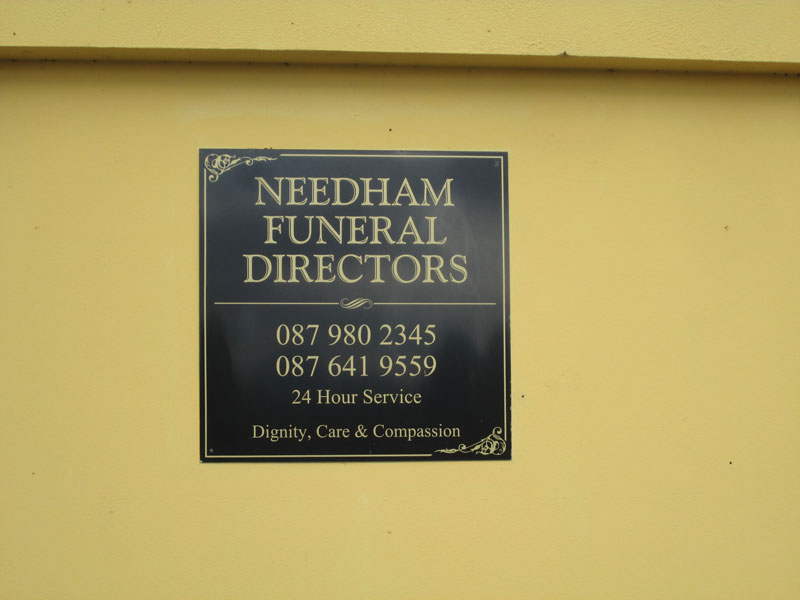 NEEDHAM
FUNERAL
DIRECTORS
087 980 2345
087 641 9559
24 Hour Service
Dignity, Care & Compassion